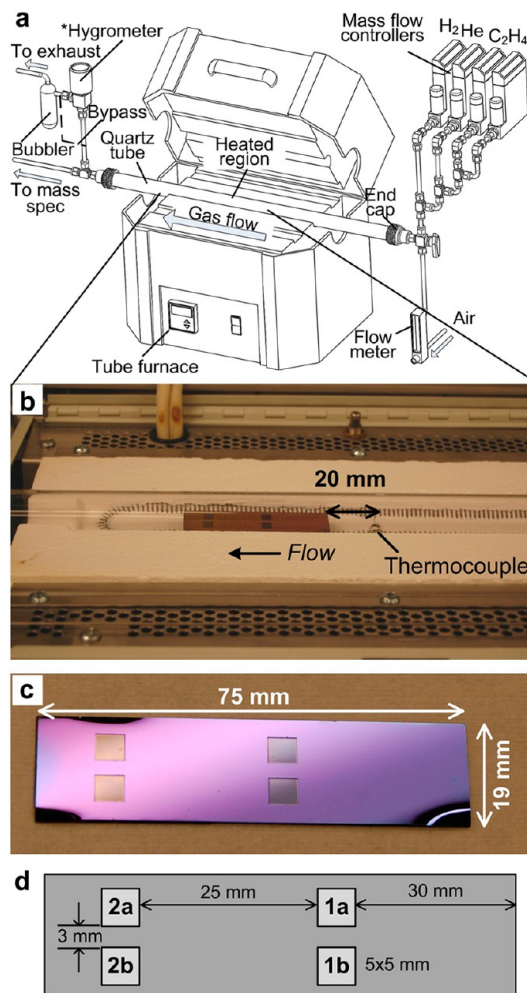 a
*Hygrometer
To exhaust
Bypass
Bubbler
Quartz
tube
Heated
region
To mass
spec
Gas flow
End
cap
Mass flow
controllers
H2
He
C2H4
Air
Flow
meter
Tube furnace
b
20 mm
Flow
Thermocouple
c
75 mm
19 mm
d
2a
25 mm
1a
30 mm
3 mm
2b
1b
5x5 mm